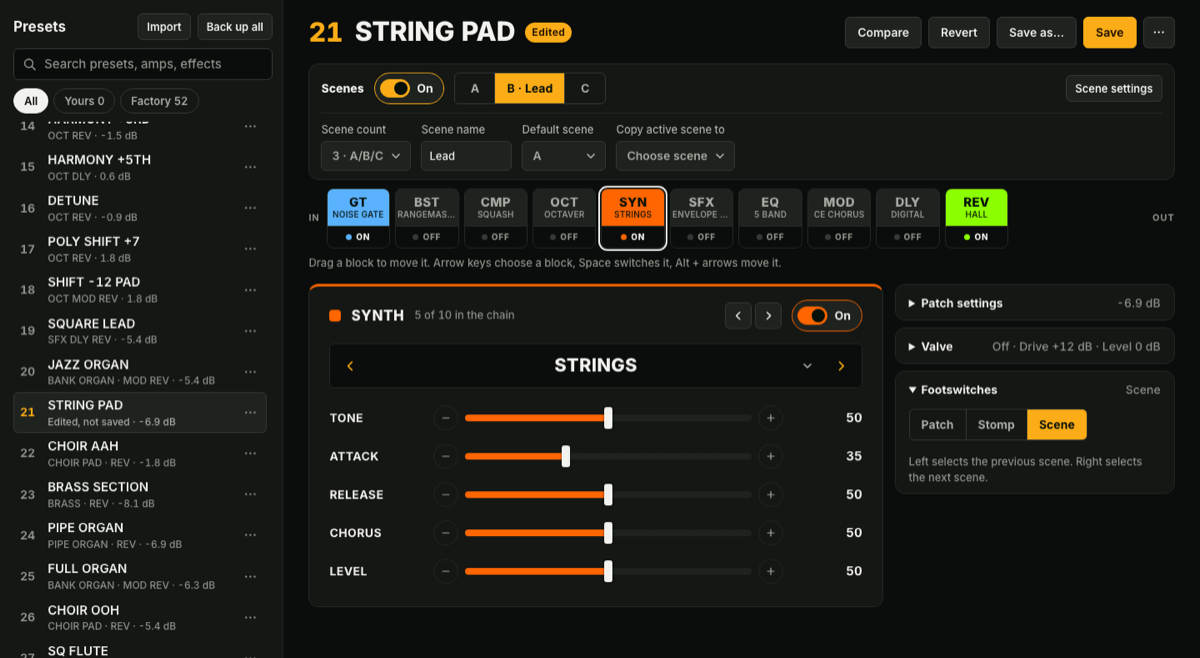 Presets
Import
Back up all
Search presets, amps, effects
All
Yours 0
Factory 52
14
OCT REV · -1.5 dB
15
HARMONY +5TH
OCT DLY · 0.6 dB
16
DETUNE
OCT REV · -0.9 dB
17
POLY SHIFT +7
OCT REV · 1.8 dB
18
SHIFT -12 PAD
OCT MOD REV · 1.8 dB
19
SQUARE LEAD
SFX DLY REV · -5.4 dB
20
JAZZ ORGAN
BANK ORGAN · MOD REV · -5.4 dB
21
STRING PAD
Edited, not saved · -6.9 dB
22
CHOIR AAH
CHOIR PAD · REV · -1.8 dB
23
BRASS SECTION
BRASS · REV · -8.1 dB
24
PIPE ORGAN
PIPE ORGAN · REV · -6.9 dB
25
FULL ORGAN
BANK ORGAN · MOD REV · -6.3 dB
26
CHOIR OOH
CHOIR PAD · REV · -5.4 dB
27
SQ FLUTE
21 STRING PAD Edited
Compare
Revert
Save as...
Save
···
Scenes
On
A
B · Lead
C
Scene settings
Scene count
Scene name
Default scene
Copy active scene to
3 · A/B/C
Lead
A
Choose scene
IN
GT
NOISE GATE
ON
BST
RANGEMAS...
OFF
CMP
SQUASH
OFF
OCT
OCTAVER
OFF
SYN
STRINGS
ON
SFX
ENVELOPE ...
OFF
EQ
5 BAND
OFF
MOD
CE CHORUS
OFF
DLY
DIGITAL
OFF
REV
HALL
ON
OUT
Drag a block to move it. Arrow keys choose a block, Space switches it, Alt + arrows move it.
SYNTH 5 of 10 in the chain
On
STRINGS
TONE − + 50
ATTACK − + 35
RELEASE − + 50
CHORUS − + 50
LEVEL − + 50
Patch settings -6.9 dB
Valve Off · Drive +12 dB · Level 0 dB
Footswitches Scene
Patch
Stomp
Scene
Left selects the previous scene. Right selects
the next scene.